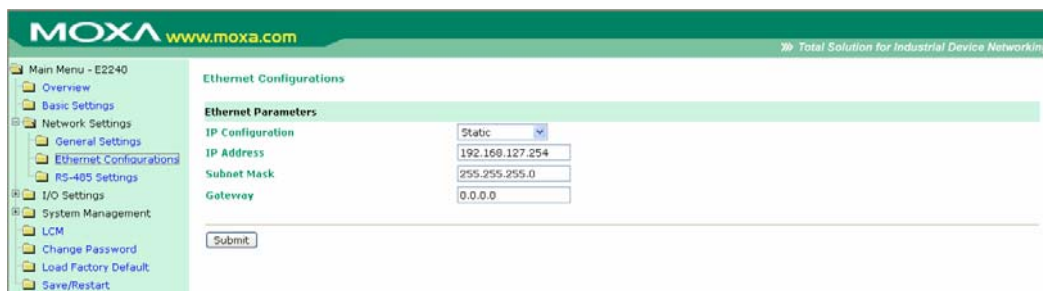 MOXA www.moxa.com
Total Solution for Industrial Device Networkin
Main Menu - E2240
Overview
Basic Settings
Network Settings
General Settings
Ethernet Configurations
RS-485 Settings
I/O Settings
System Management
LCM
Change Password
Load Factory Default
Save/Restart
Ethernet Configurations
Ethernet Parameters
IP Configuration Static
IP Address 192.168.127.254
Subnet Mask 255.255.255.0
Gateway 0.0.0.0
Submit